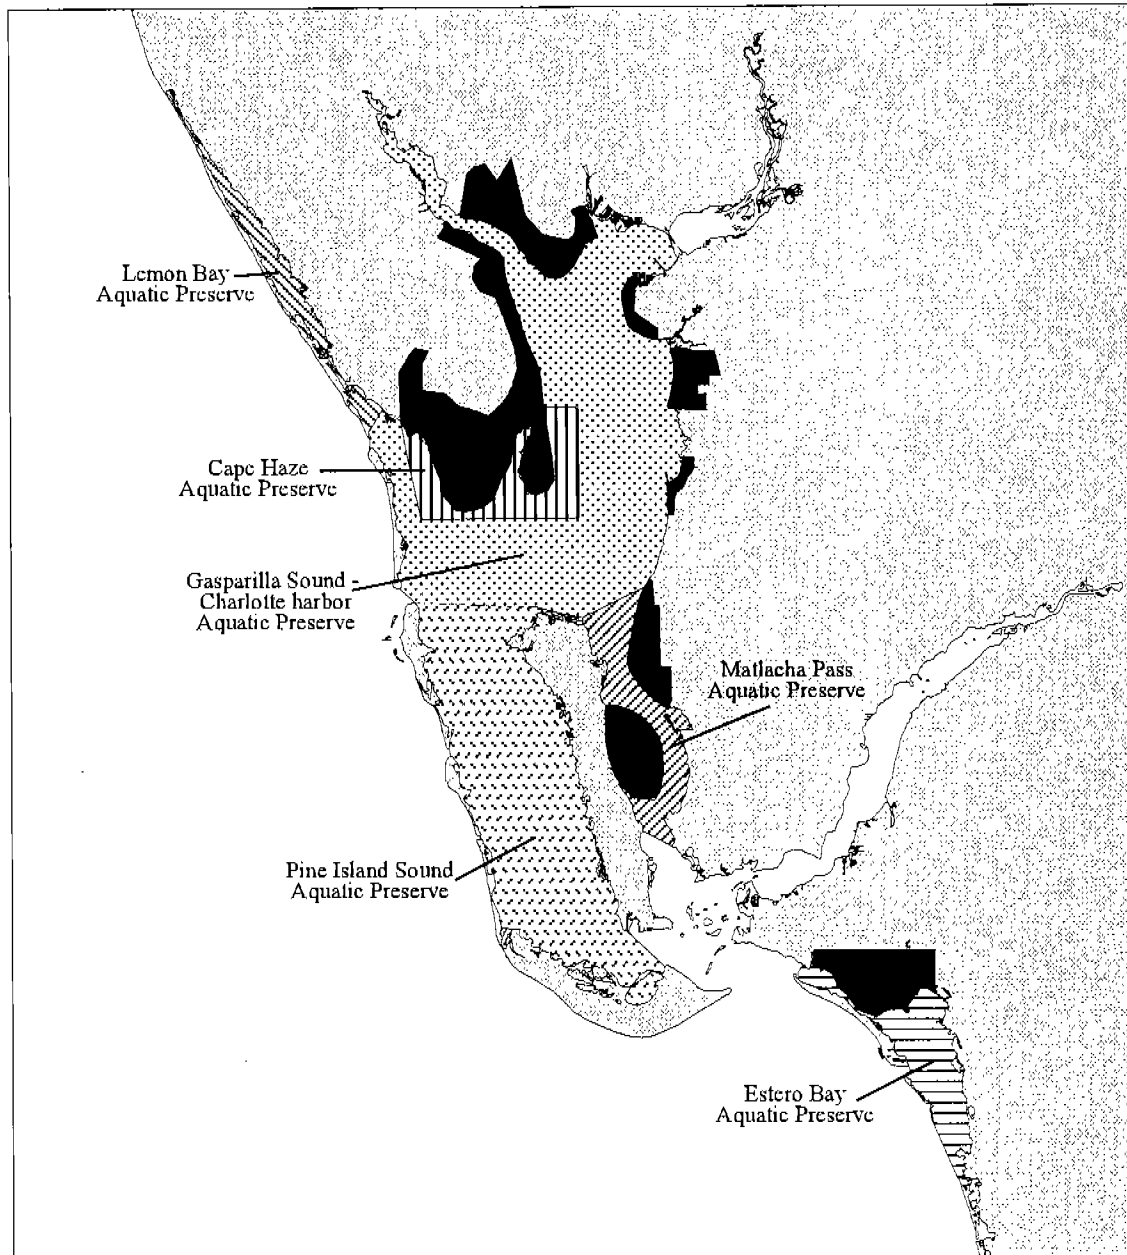 Lemon Bay
Aquatic Preserve
Cape Haze
Aquatic Preserve
Gasparilla Sound -
Charlotte harbor
Aquatic Preserve
Matlacha Pass
Aquatic Preserve
Pine Island Sound
Aquatic Preserve
Estero Bay
Aquatic Preserve